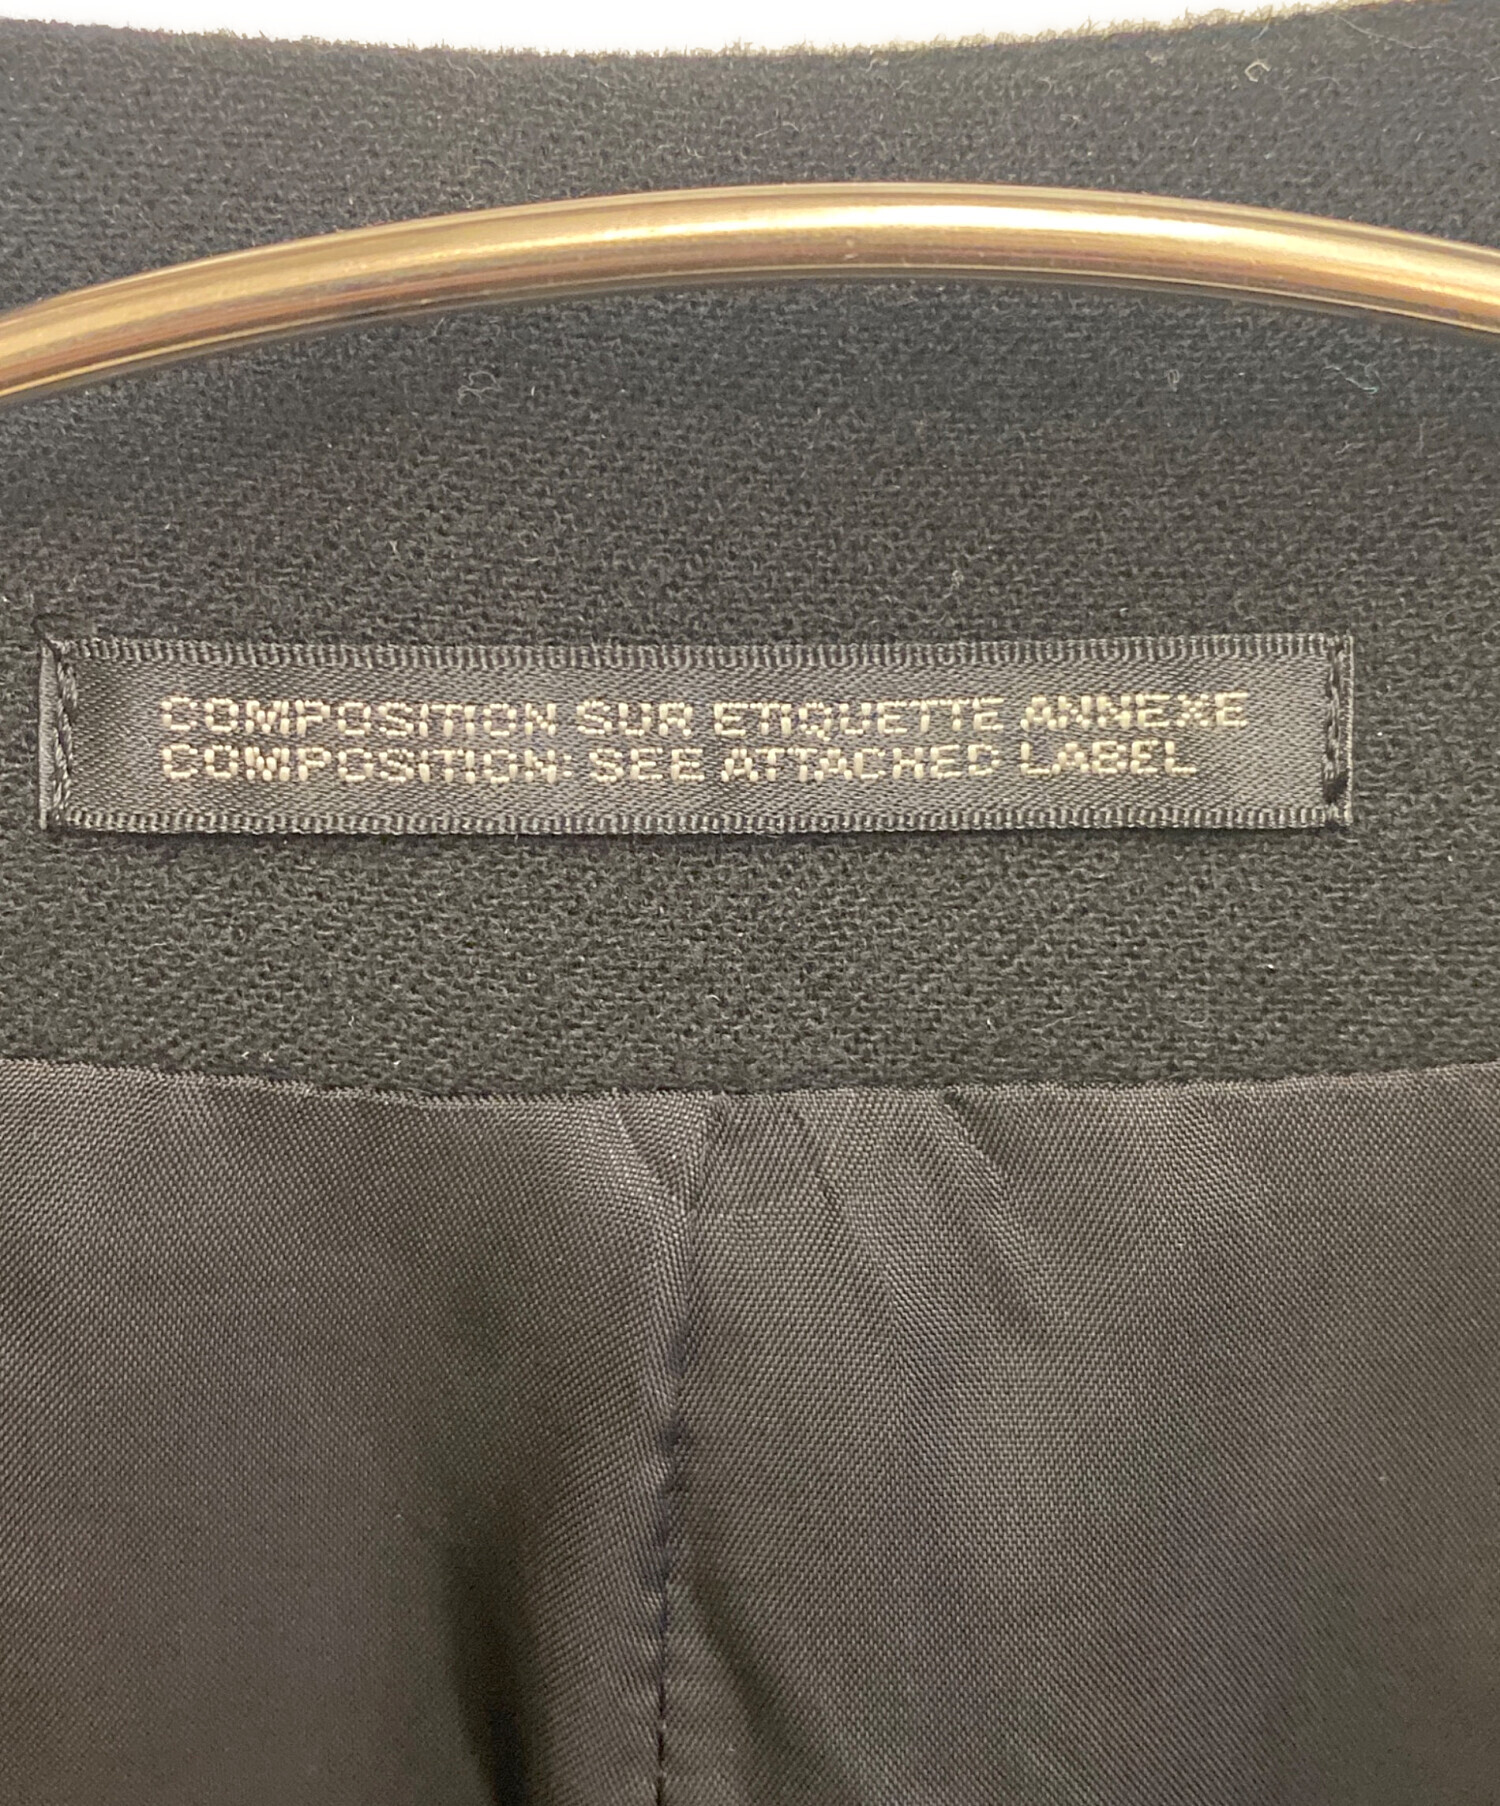 COMPOSITION SUR ETIQUETTE ANNEXE
COMPOSITION: SEE ATTACHED LABEL